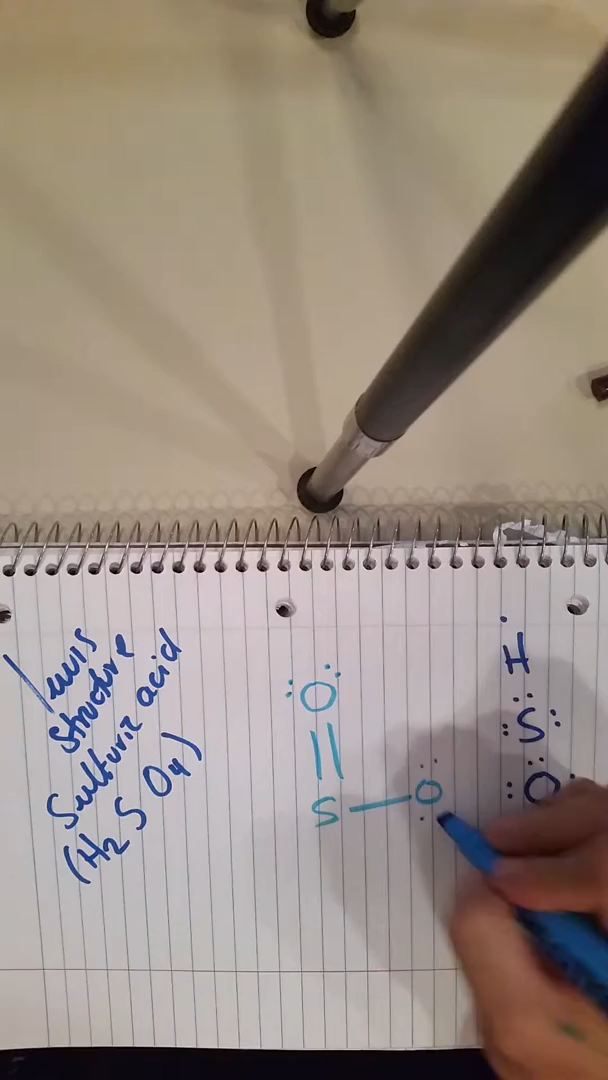 Lewis
Structure
Sulfuric acid
(H2SO4)
O
S — O
H
S
O